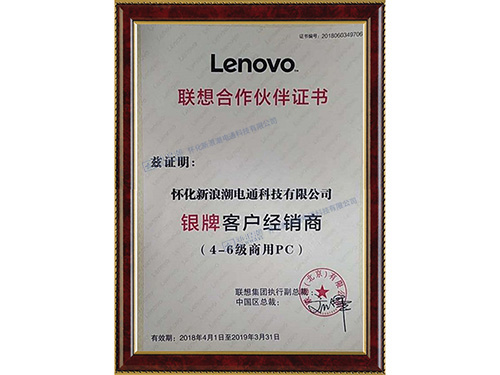 证书编号：2018060349706
Lenovo
联想合作伙伴证书
兹证明：
怀化新浪潮电通科技有限公司
银牌客户经销商
(4-6级商用PC)
联想集团执行副总裁
中国区总裁：
有效期：2018年4月1日至2019年3月31日